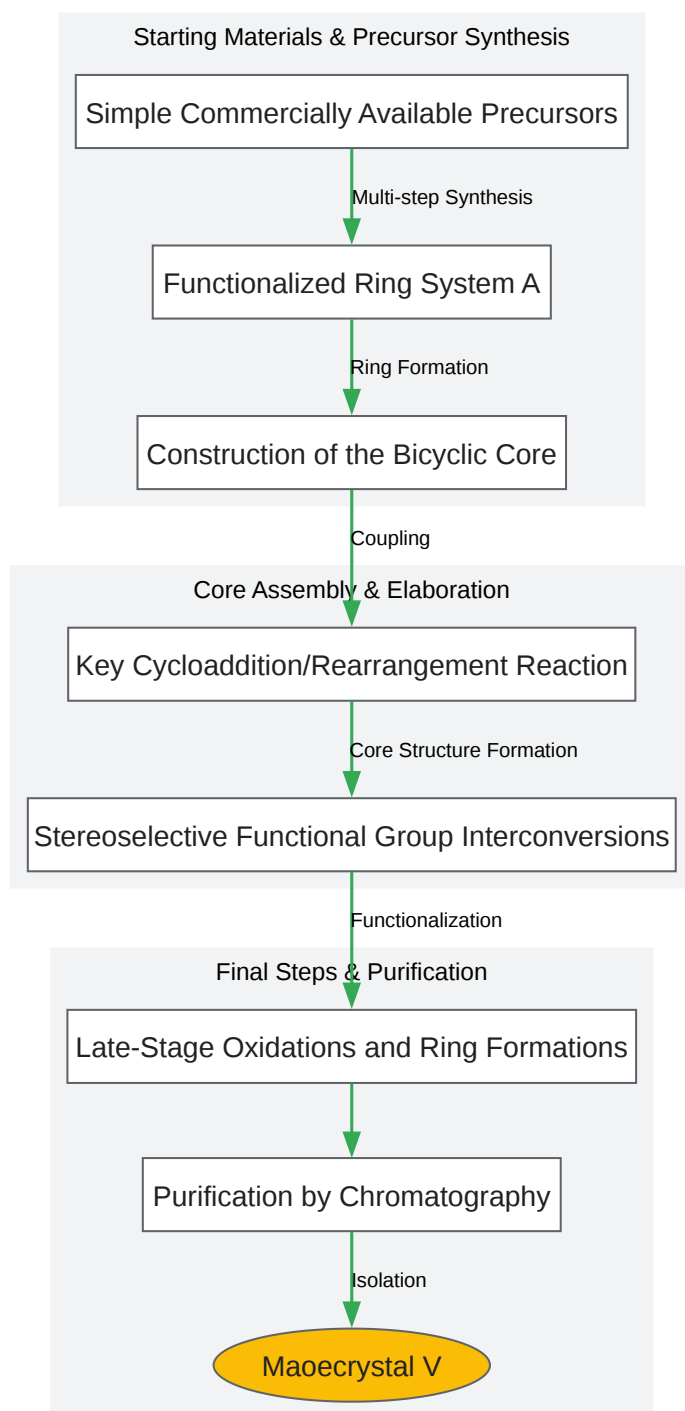 Starting Materials & Precursor Synthesis
Simple Commercially Available Precursors
Multi-step Synthesis
Functionalized Ring System A
Ring Formation
Construction of the Bicyclic Core
Coupling
Core Assembly & Elaboration
Key Cycloaddition/Rearrangement Reaction
Core Structure Formation
Stereoselective Functional Group Interconversions
Functionalization
Final Steps & Purification
Late-Stage Oxidations and Ring Formations
Purification by Chromatography
Isolation
Maoecrystal V